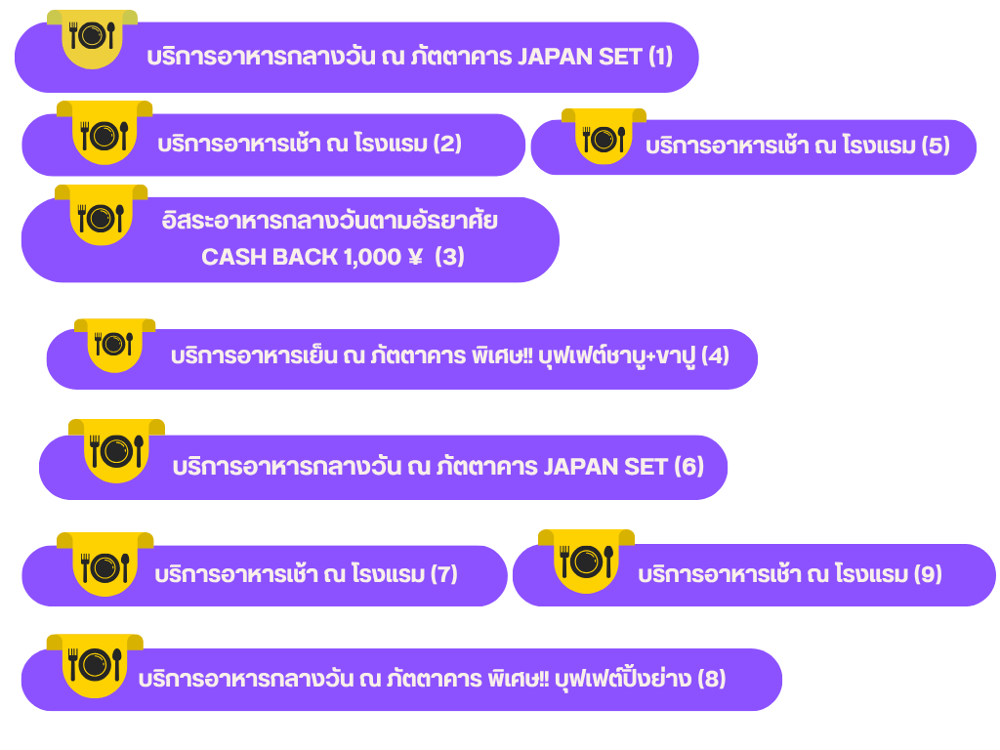 บริการอาหารกลางวัน ณ ภัตตาคาร JAPAN SET (1)
บริการอาหารเช้า ณ โรงแรม (2)
บริการอาหารเช้า ณ โรงแรม (5)
อิสระอาหารกลางวันตามอัธยาศัย
CASH BACK 1,000 ¥ (3)
บริการอาหารเย็น ณ ภัตตาคาร พิเศษ!! บุฟเฟต์ชาบู+ขาปู (4)
บริการอาหารกลางวัน ณ ภัตตาคาร JAPAN SET (6)
บริการอาหารเช้า ณ โรงแรม (7)
บริการอาหารเช้า ณ โรงแรม (9)
บริการอาหารกลางวัน ณ ภัตตาคาร พิเศษ!! บุฟเฟต์ปิ้งย่าง (8)